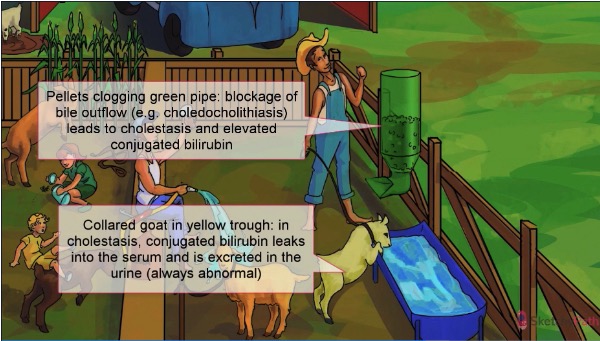 Pellets clogging green pipe: blockage of
bile outflow (e.g. choledocholithiasis)
leads to cholestasis and elevated
conjugated bilirubin
Collared goat in yellow trough: in
cholestasis, conjugated bilirubin leaks
into the serum and is excreted in the
urine (always abnormal)